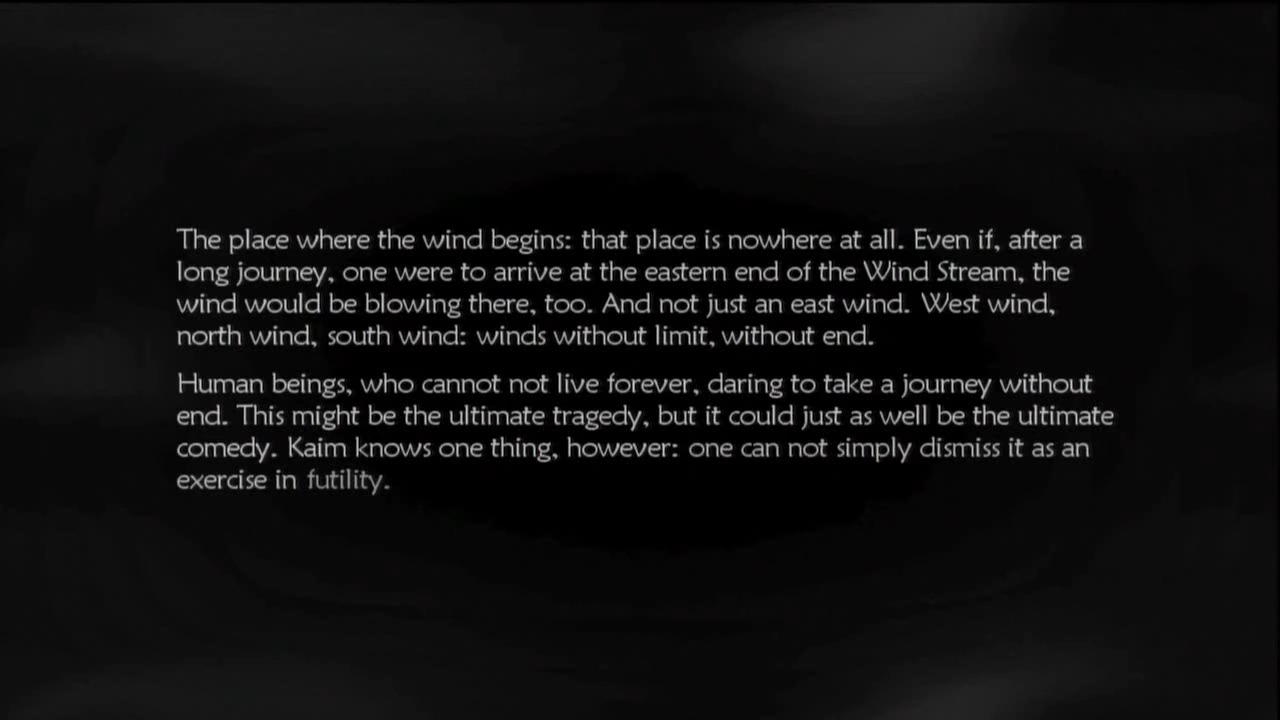 The place where the wind begins: that place is nowhere at all. Even if, after a
long journey, one were to arrive at the eastern end of the Wind Stream, the
wind would be blowing there, too. And not just an east wind. West wind,
north wind, south wind: winds without limit, without end.
Human beings, who cannot not live forever, daring to take a journey without
end. This might be the ultimate tragedy, but it could just as well be the ultimate
comedy. Kaim knows one thing, however: one can not simply dismiss it as an
exercise in futility.